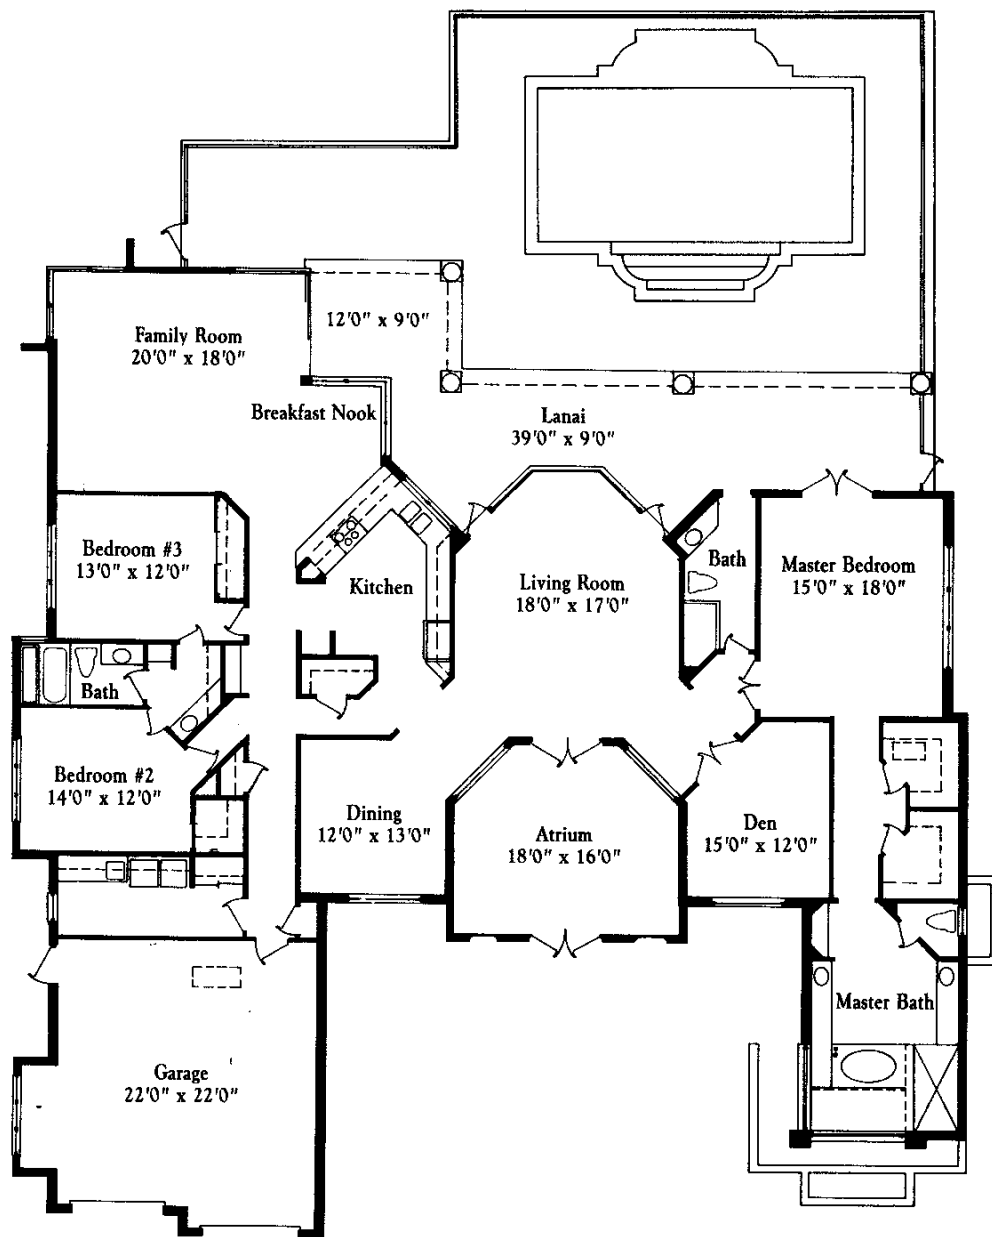 Family Room
20'0" x 18'0"
12'0" x 9'0"
Breakfast Nook
Lanai
39'0" x 9'0"
Bedroom #3
13'0" x 12'0"
Kitchen
Living Room
18'0" x 17'0"
Bath
Master Bedroom
15'0" x 18'0"
Bath
Bedroom #2
14'0" x 12'0"
Dining
12'0" x 13'0"
Atrium
18'0" x 16'0"
Den
15'0" x 12'0"
Master Bath
Garage
22'0" x 22'0"